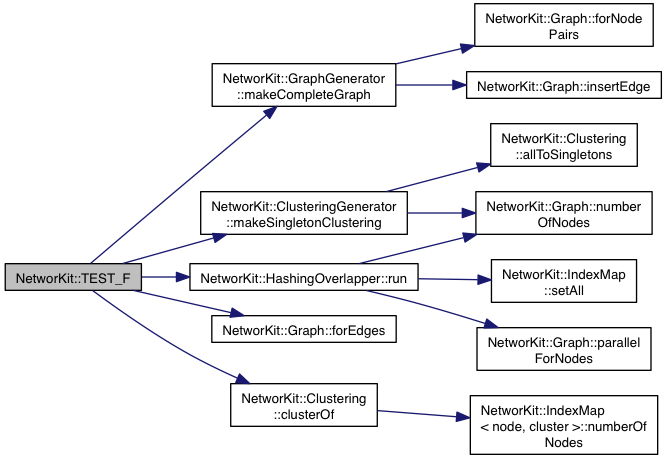 NetworKit::TEST_F
NetworKit::GraphGenerator
::makeCompleteGraph
NetworKit::Graph::forNode
Pairs
NetworKit::Graph::insertEdge
NetworKit::ClusteringGenerator
::makeSingletonClustering
NetworKit::Clustering
::allToSingletons
NetworKit::Graph::number
OfNodes
NetworKit::HashingOverlapper::run
NetworKit::IndexMap
::setAll
NetworKit::Graph::parallel
ForNodes
NetworKit::Graph::forEdges
NetworKit::Clustering
::clusterOf
NetworKit::IndexMap
< node, cluster >::numberOf
Nodes